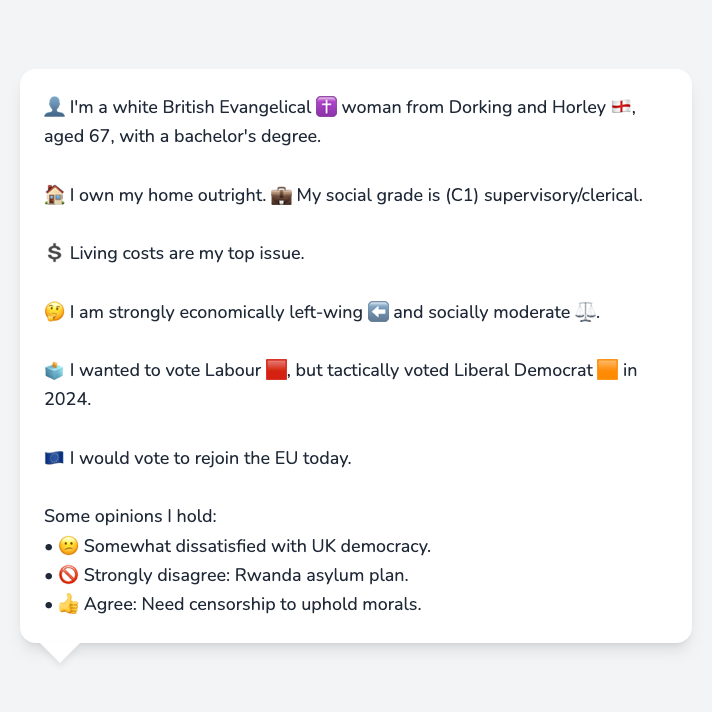 👤 I'm a white British Evangelical ✝️ woman from Dorking and Horley 🏴󠁧󠁢󠁥󠁮󠁧󠁿,
aged 67, with a bachelor's degree.
🏠 I own my home outright. 💼 My social grade is (C1) supervisory/clerical.
💲 Living costs are my top issue.
🤔 I am strongly economically left-wing ⬅️ and socially moderate ⚖️.
🗳️ I wanted to vote Labour 🟥, but tactically voted Liberal Democrat 🟧 in
2024.
🇪🇺 I would vote to rejoin the EU today.
Some opinions I hold:
• 😕 Somewhat dissatisfied with UK democracy.
• 🚫 Strongly disagree: Rwanda asylum plan.
• 👍 Agree: Need censorship to uphold morals.